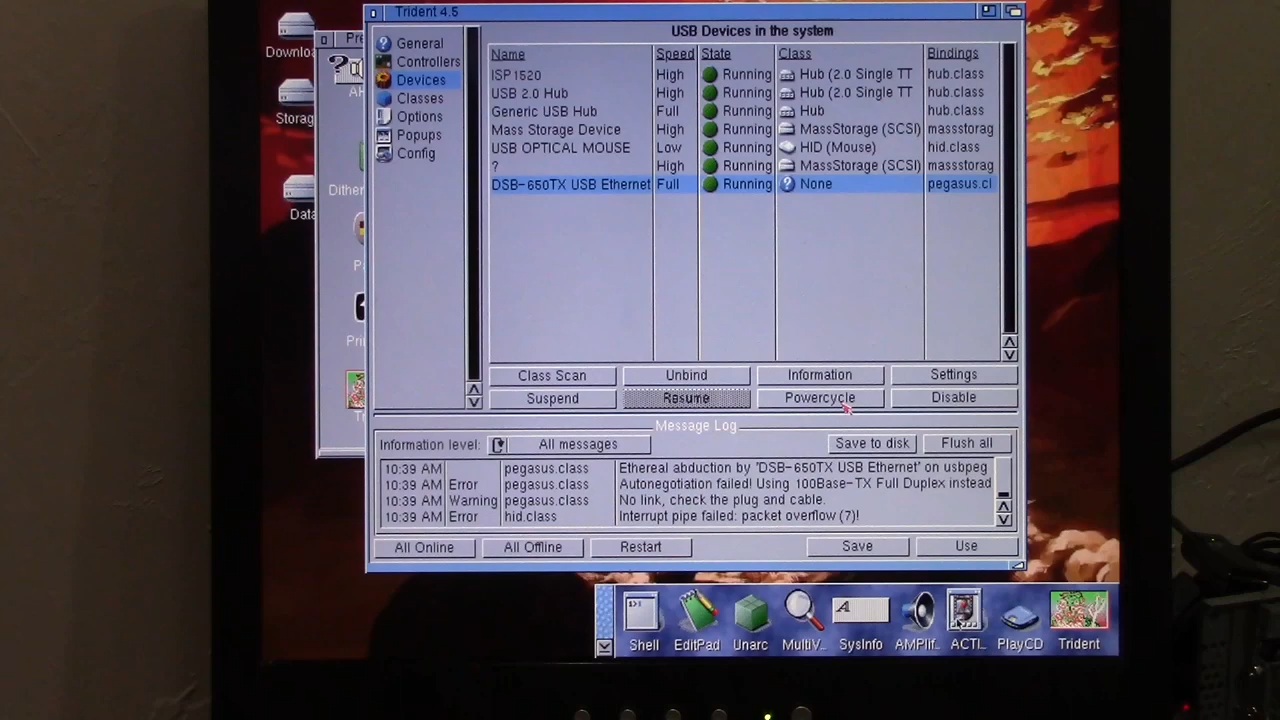 Trident 4.5
USB Devices in the system
General
Controllers
Devices
Classes
Options
Popups
Config
Name Speed State Class Bindings
ISP1520 High Running Hub (2.0 Single TT hub.class
USB 2.0 Hub High Running Hub (2.0 Single TT hub.class
Generic USB Hub Full Running Hub hub.class
Mass Storage Device High Running MassStorage (SCSI) massstorag
USB OPTICAL MOUSE Low Running HID (Mouse) hid.class
? High Running MassStorage (SCSI) massstorag
DSB-650TX USB Ethernet Full Running None pegasus.cl
Class Scan Unbind Information Settings
Suspend Resume Powercycle Disable
Message Log
Information level: All messages Save to disk Flush all
10:39 AM pegasus.class Ethereal abduction by 'DSB-650TX USB Ethernet' on usbpeg
10:39 AM Error pegasus.class Autonegotiation failed! Using 100Base-TX Full Duplex instead
10:39 AM Warning pegasus.class No link, check the plug and cable.
10:39 AM Error hid.class Interrupt pipe failed: packet overflow (7)!
All Online All Offline Restart Save Use
Pre
Downlo
Storag
Data
Dither
P
Pri
Shell EditPad Unarc MultiV.. SysInfo AMPlif.. ACTI.. PlayCD Trident